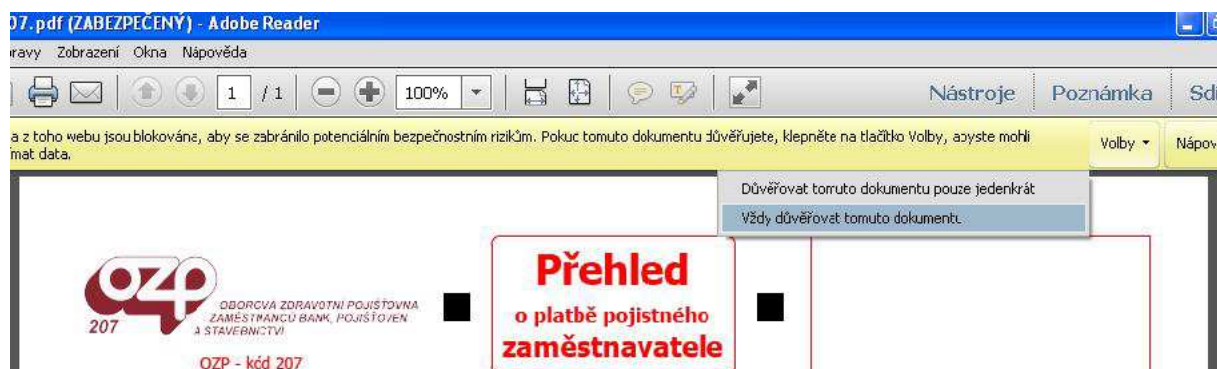 07.pdf (ZABEZPEČENÝ) - Adobe Reader
ravy Zobrazení Okna Nápověda
1 / 1 100% Nástroje Poznámka Sdí
a z toho webu jsou blokována, aby se zabránilo potenciálním bezpečnostním rizikům. Pokud tomuto dokumentu důvěřujete, klepněte na tlačítko Volby, abyste mohli
ímat data.
Volby Nápov
Důvěřovat tomuto dokumentu pouze jedenkrát
Vždy důvěřovat tomuto dokumentu
OZP
207
OBOROVÁ ZDRAVOTNÍ POJIŠŤOVNA
ZAMĚSTNANCŮ BANK, POJIŠŤOVEN
A STAVEBNICTVÍ
OZP - kód 207
Přehled
o platbě pojistného
zaměstnavatele